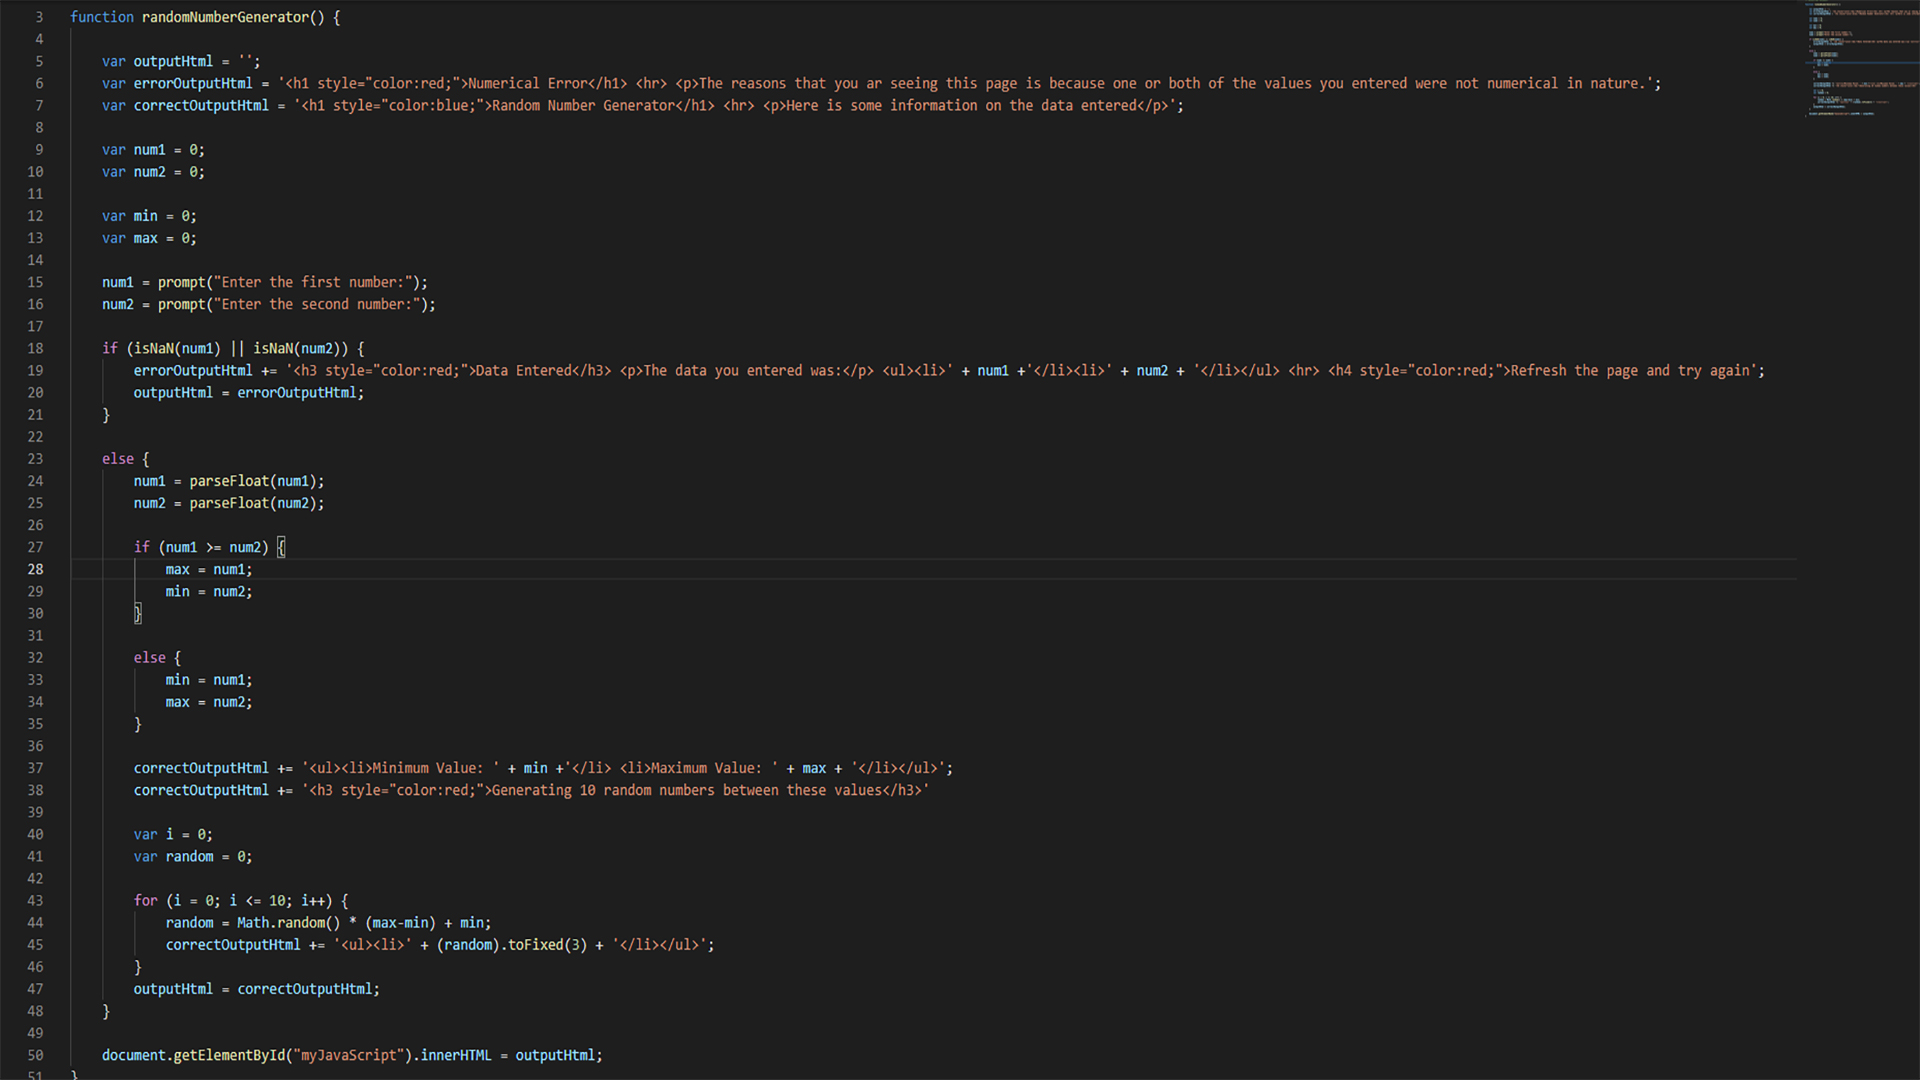 3 function randomNumberGenerator() {
4
5 var outputHtml = '';
6 var errorOutputHtml = '<h1 style="color:red;">Numerical Error</h1> <hr> <p>The reasons that you ar seeing this page is because one or both of the values you entered were not numerical in nature.';
7 var correctOutputHtml = '<h1 style="color:blue;">Random Number Generator</h1> <hr> <p>Here is some information on the data entered</p>';
8
9 var num1 = 0;
10 var num2 = 0;
11
12 var min = 0;
13 var max = 0;
14
15 num1 = prompt("Enter the first number:");
16 num2 = prompt("Enter the second number:");
17
18 if (isNaN(num1) || isNaN(num2)) {
19 errorOutputHtml += '<h3 style="color:red;">Data Entered</h3> <p>The data you entered was:</p> <ul><li>' + num1 +'</li><li>' + num2 + '</li></ul> <hr> <h4 style="color:red;">Refresh the page and try again';
20 outputHtml = errorOutputHtml;
21 }
22
23 else {
24 num1 = parseFloat(num1);
25 num2 = parseFloat(num2);
26
27 if (num1 >= num2) {
28 max = num1;
29 min = num2;
30 }
31
32 else {
33 min = num1;
34 max = num2;
35 }
36
37 correctOutputHtml += '<ul><li>Minimum Value: ' + min +'</li> <li>Maximum Value: ' + max + '</li></ul>';
38 correctOutputHtml += '<h3 style="color:red;">Generating 10 random numbers between these values</h3>'
39
40 var i = 0;
41 var random = 0;
42
43 for (i = 0; i <= 10; i++) {
44 random = Math.random() * (max-min) + min;
45 correctOutputHtml += '<ul><li>' + (random).toFixed(3) + '</li></ul>';
46 }
47 outputHtml = correctOutputHtml;
48 }
49
50 document.getElementById("myJavaScript").innerHTML = outputHtml;
51 }